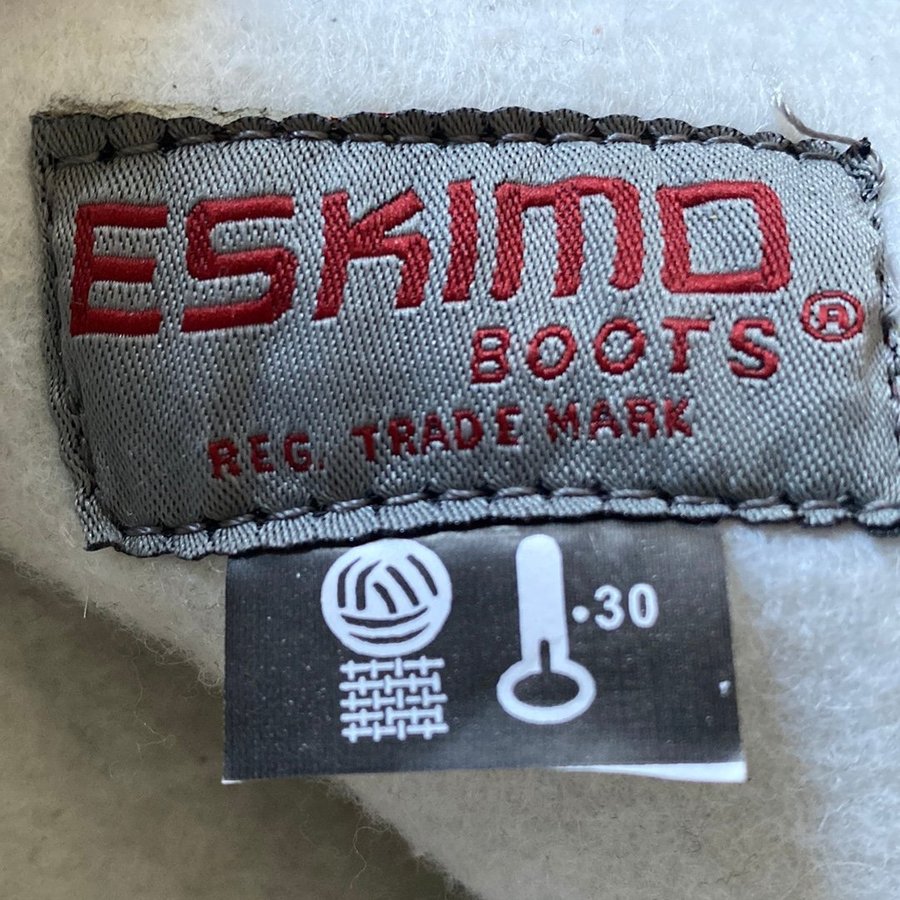 ESKIMO
BOOTS ®
REG. TRADE MARK
·30